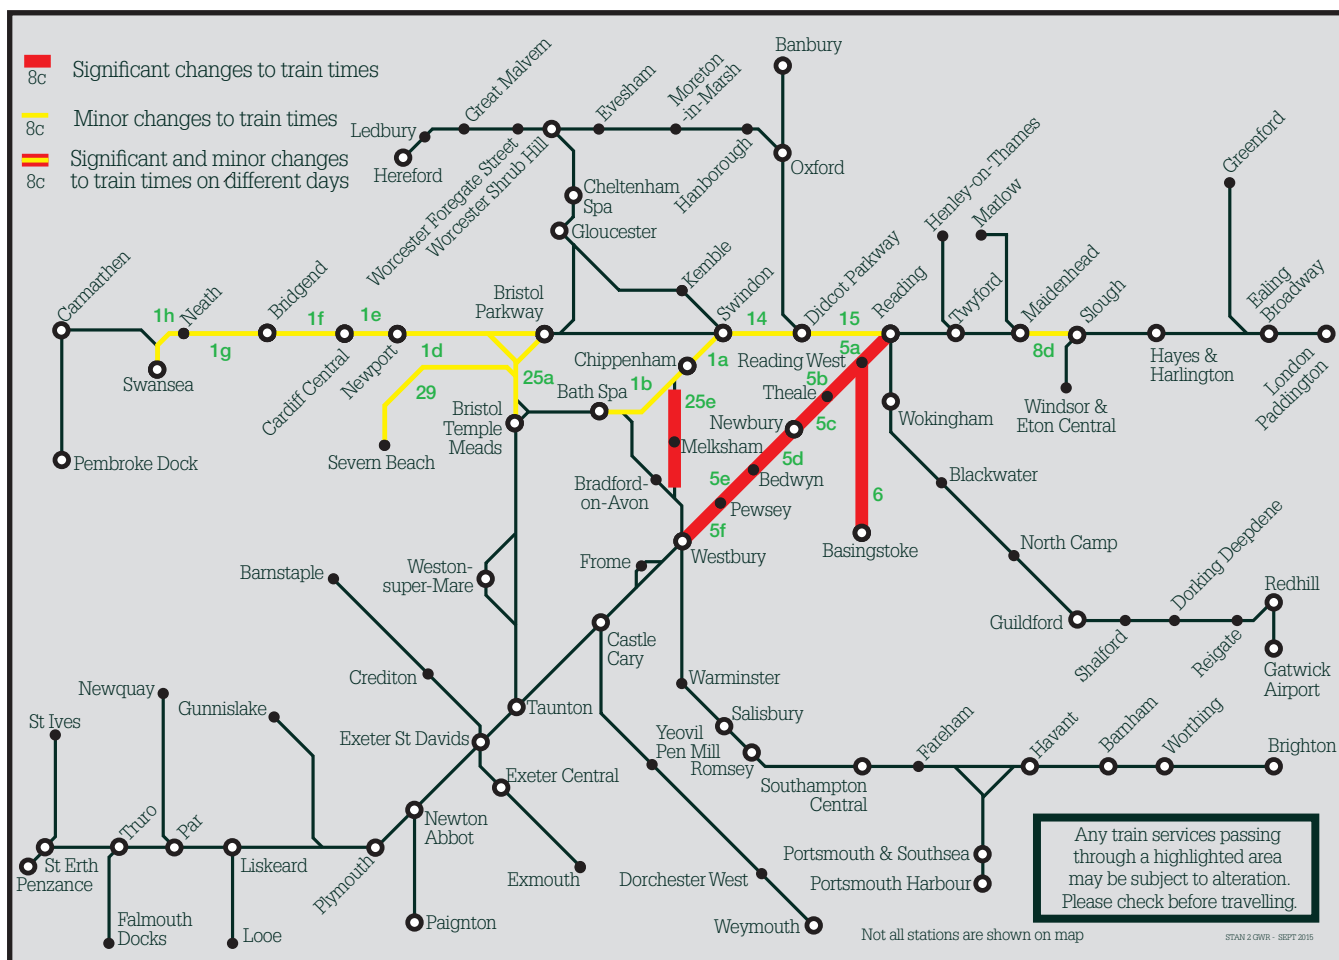 8c
Significant changes to train times
8c
Minor changes to train times
8c
Significant and minor changes
to train times on different days
Banbury
Great Malvern
Evesham
Moreton
-in-Marsh
Ledbury
Hereford
Worcester Foregate Street
Worcester Shrub Hill
Hanborough
Oxford
Cheltenham
Spa
Gloucester
Kemble
Henley-on-Thames
Marlow
Greenford
Carmarthen
1h
Neath
1g
Bridgend
1f
1e
Swansea
Cardiff Central
Newport
1d
Bristol
Parkway
Swindon
14
Didcot Parkway
15
Reading
Twyford
Maidenhead
8d
Slough
Hayes &
Harlington
Ealing
Broadway
London
Paddington
Windsor &
Eton Central
Chippenham
1a
Reading West
5a
29
25a
Bath Spa
1b
25e
Theale
5b
Wokingham
Severn Beach
Bristol
Temple
Meads
Newbury
5c
Melksham
5d
Bedwyn
Pembroke Dock
Bradford-
on-Avon
5e
Pewsey
6
Blackwater
5f
Westbury
Basingstoke
North Camp
Frome
Weston-
super-Mare
Barnstaple
Castle
Cary
Guildford
Shalford
Dorking Deepdene
Reigate
Redhill
Gatwick
Airport
Crediton
Warminster
Newquay
Gunnislake
St Ives
Taunton
Exeter St Davids
Salisbury
Yeovil
Pen Mill
Romsey
Southampton
Central
Fareham
Havant
Barnham
Worthing
Brighton
Exeter Central
Newton
Abbot
Truro
Par
Liskeard
St Erth
Penzance
Plymouth
Exmouth
Dorchester West
Portsmouth & Southsea
Portsmouth Harbour
Falmouth
Docks
Looe
Paignton
Weymouth
Any train services passing
through a highlighted area
may be subject to alteration.
Please check before travelling.
Not all stations are shown on map
STAN 2 GWR - SEPT 2015